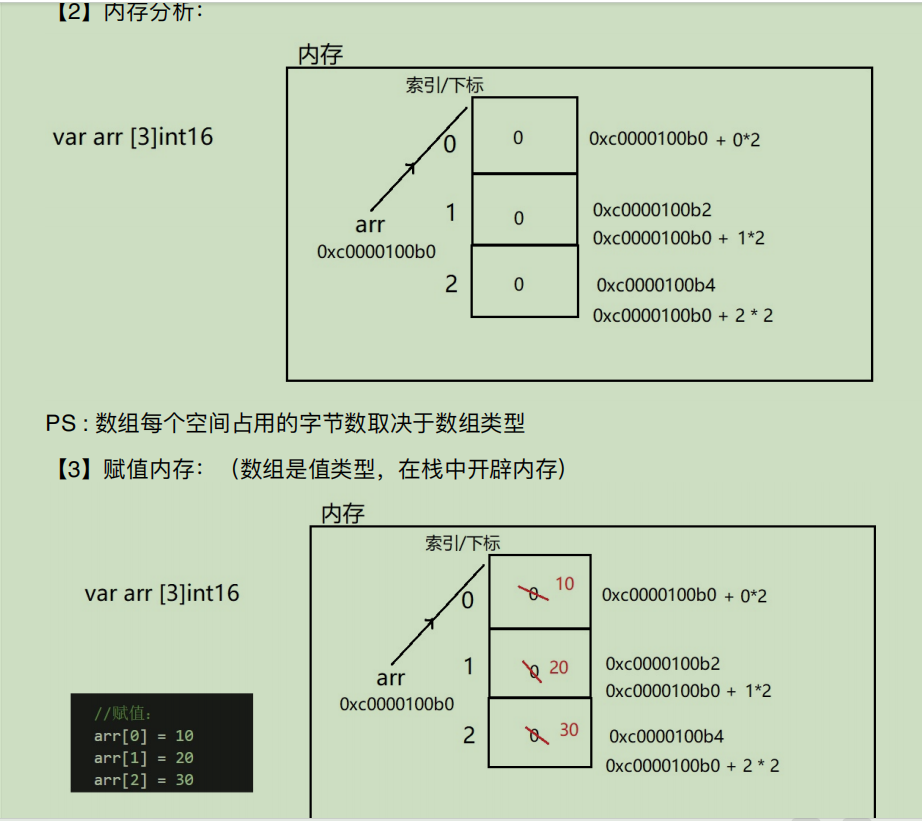 【2】内存分析：
内存
索引/下标
var arr [3]int16
0
0
0xc0000100b0 + 0*2
1
0
0xc0000100b2
0xc0000100b0 + 1*2
arr
0xc0000100b0
2
0
0xc0000100b4
0xc0000100b0 + 2 * 2
PS : 数组每个空间占用的字节数取决于数组类型
【3】赋值内存： （数组是值类型，在栈中开辟内存）
内存
索引/下标
var arr [3]int16
0
0 10
0xc0000100b0 + 0*2
1
0 20
0xc0000100b2
0xc0000100b0 + 1*2
arr
0xc0000100b0
2
0 30
0xc0000100b4
0xc0000100b0 + 2 * 2
//赋值：
arr[0] = 10
arr[1] = 20
arr[2] = 30